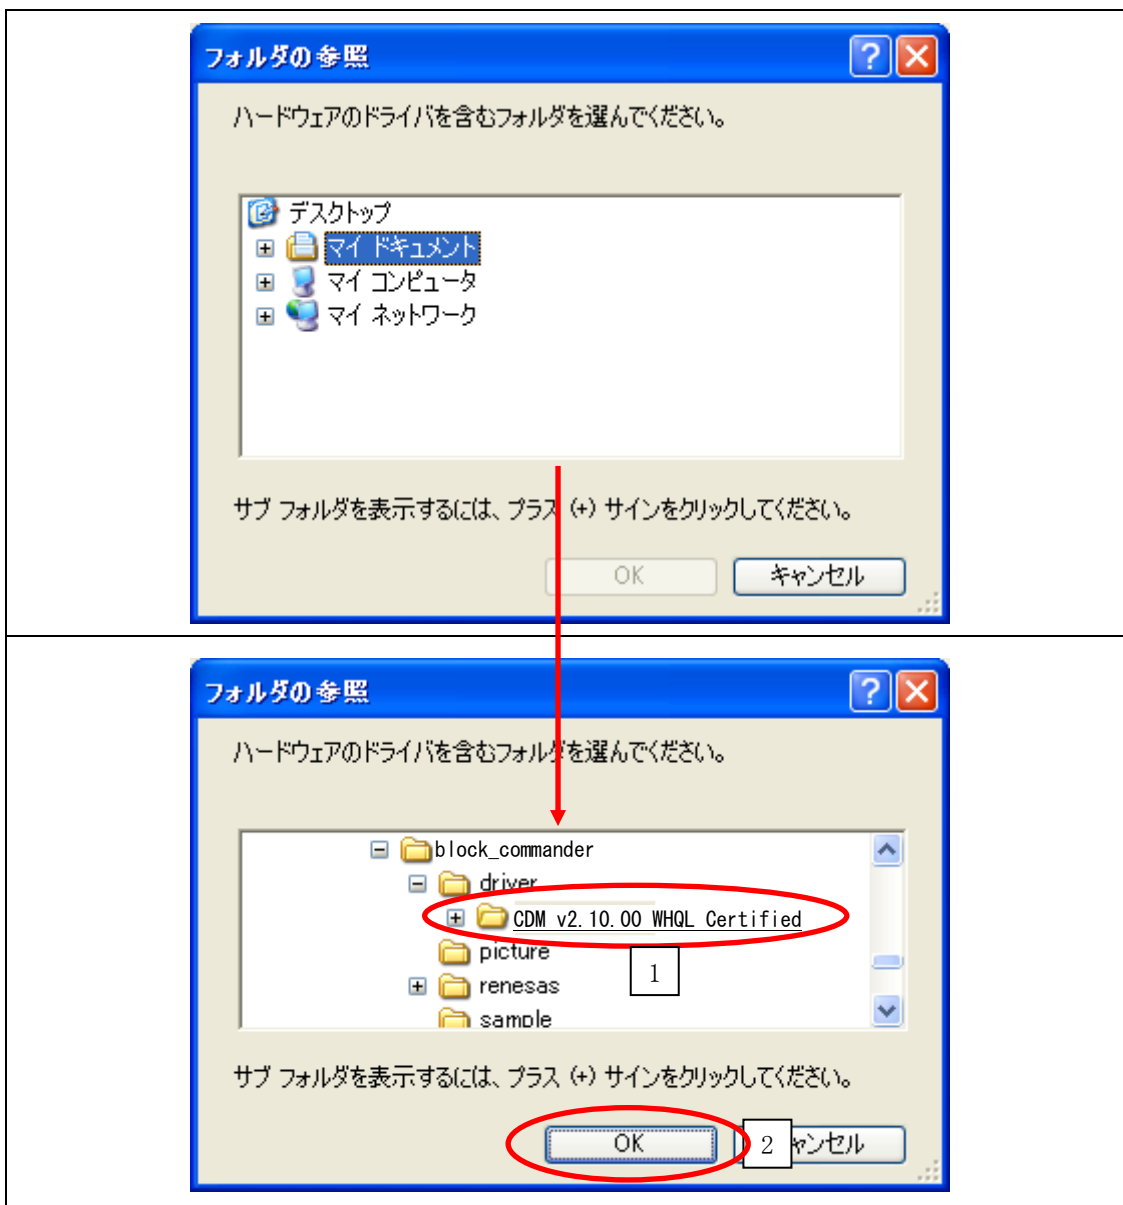 フォルダの参照
ハードウェアのドライバを含むフォルダを選んでください。
デスクトップ
マイ ドキュメント
マイ コンピュータ
マイ ネットワーク
サブ フォルダを表示するには、プラス (+) サインをクリックしてください。
OK キャンセル
フォルダの参照
ハードウェアのドライバを含むフォルダを選んでください。
block_commander
driver
CDM v2.10.00 WHQL Certified
picture
1
renesas
sample
サブ フォルダを表示するには、プラス (+) サインをクリックしてください。
OK 2 ャンセル